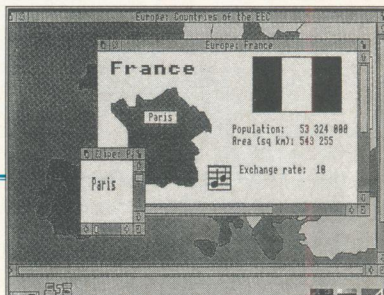 Europe: Countries of the EEC
Europe: France
France
Paris
Population: 53 324 000
Area (sq km): 543 255
Exchange rate: 10
Paris